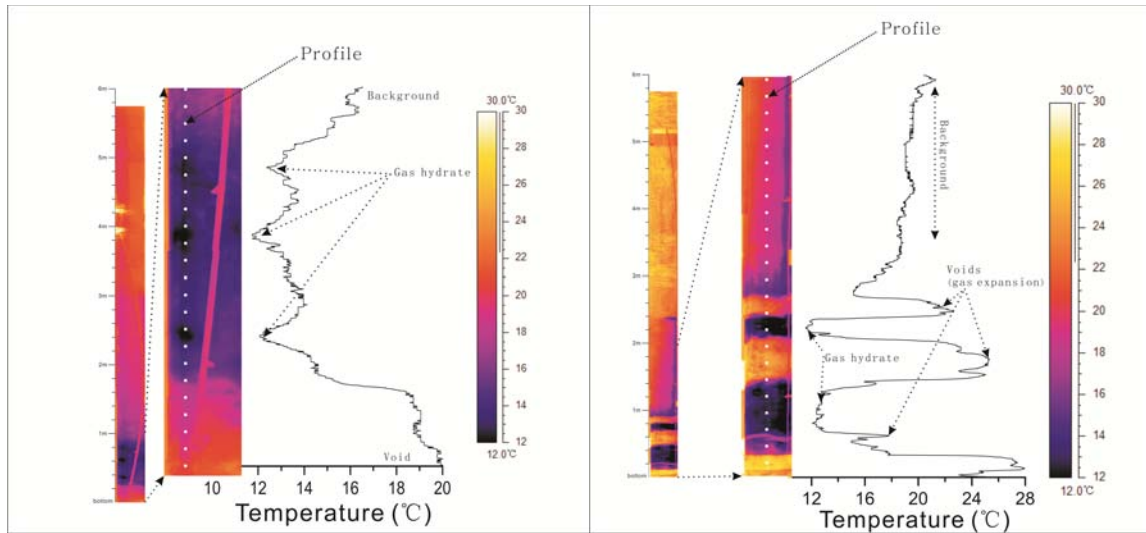 Profile
6m
5m
4m
3m
2m
1m
bottom
Background
Gas hydrate
Void
10 12 14 16 18 20
Temperature (℃)
30.0℃
30
28
26
24
22
20
18
16
14
12
12.0℃
Profile
6m
5m
4m
3m
2m
1m
bottom
Background
Voids
(gas expansion)
Gas hydrate
12 16 20 24 28
Temperature (℃)
30.0℃
30
28
26
24
22
20
18
16
14
12
12.0℃